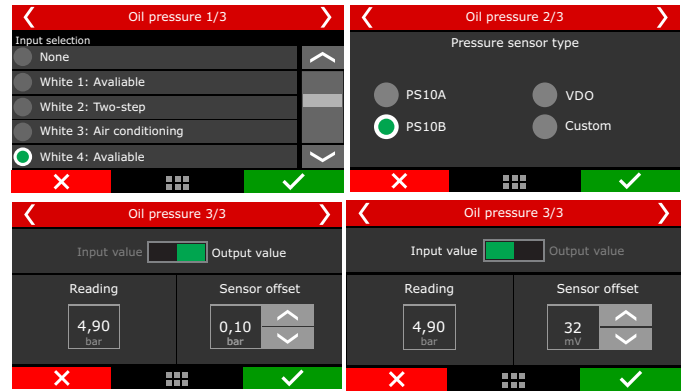 Oil pressure 1/3
Input selection
None
White 1: Avaliable
White 2: Two-step
White 3: Air conditioning
White 4: Avaliable
Oil pressure 2/3
Pressure sensor type
PS10A
VDO
PS10B
Custom
Oil pressure 3/3
Input value
Output value
Reading
Sensor offset
4,90
bar
0,10
bar
Oil pressure 3/3
Input value
Output value
Reading
Sensor offset
4,90
bar
32
mV